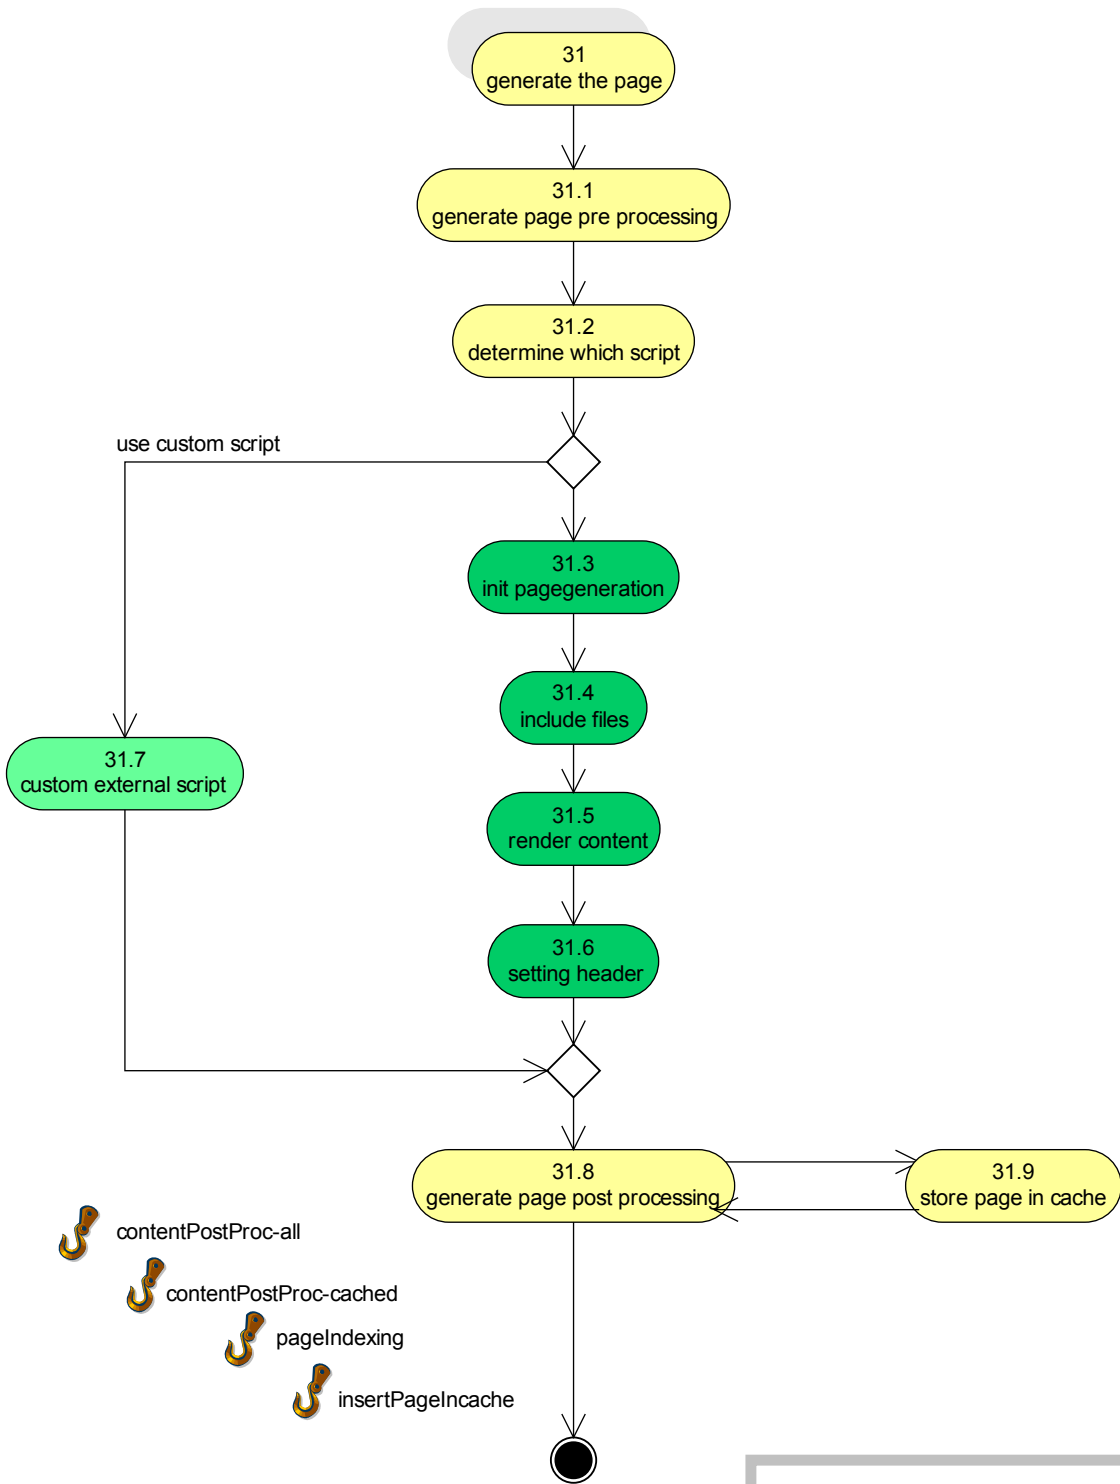 31
generate the page
31.1
generate page pre processing
31.2
determine which script
use custom script
31.3
init pagegeneration
31.4
include files
31.7
custom external script
31.5
render content
31.6
setting header
31.8
generate page post processing
31.9
store page in cache
contentPostProc-all
contentPostProc-cached
pageIndexing
insertPageIncache